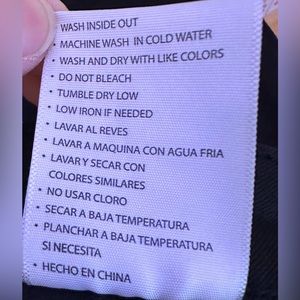 WASH INSIDE OUT
• MACHINE WASH IN COLD WATER
• WASH AND DRY WITH LIKE COLORS
• DO NOT BLEACH
• TUMBLE DRY LOW
• LOW IRON IF NEEDED
• LAVAR AL REVES
• LAVAR A MAQUINA CON AGUA FRIA
• LAVAR Y SECAR CON
COLORES SIMILARES
• NO USAR CLORO
• SECAR A BAJA TEMPERATURA
• PLANCHAR A BAJA TEMPERATURA
SI NECESITA
• HECHO EN CHINA